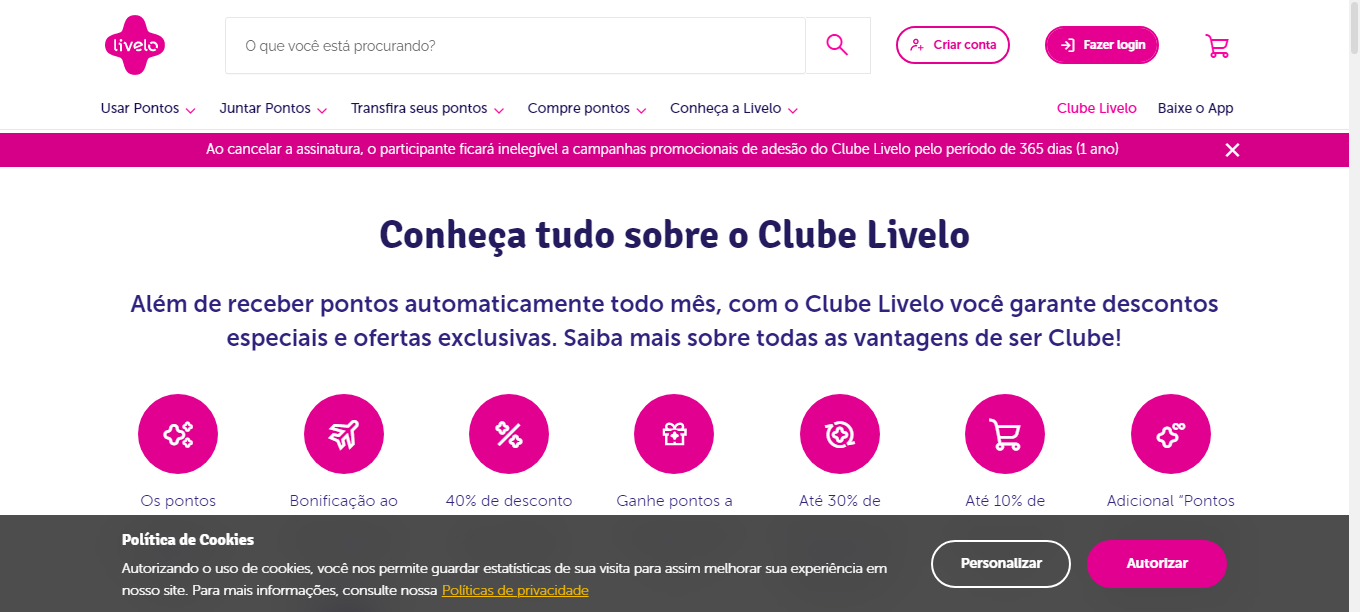 livelo
O que você está procurando?
Criar conta
Fazer login
Usar Pontos
Juntar Pontos
Transfira seus pontos
Compre pontos
Conheça a Livelo
Clube Livelo
Baixe o App
Ao cancelar a assinatura, o participante ficará inelegível a campanhas promocionais de adesão do Clube Livelo pelo período de 365 dias (1 ano)
Conheça tudo sobre o Clube Livelo
Além de receber pontos automaticamente todo mês, com o Clube Livelo você garante descontos
especiais e ofertas exclusivas. Saiba mais sobre todas as vantagens de ser Clube!
Os pontos
Bonificação ao
40% de desconto
Ganhe pontos a
Até 30% de
Até 10% de
Adicional “Pontos
Política de Cookies
Autorizando o uso de cookies, você nos permite guardar estatísticas de sua visita para assim melhorar sua experiência em
nosso site. Para mais informações, consulte nossa Políticas de privacidade
Personalizar
Autorizar